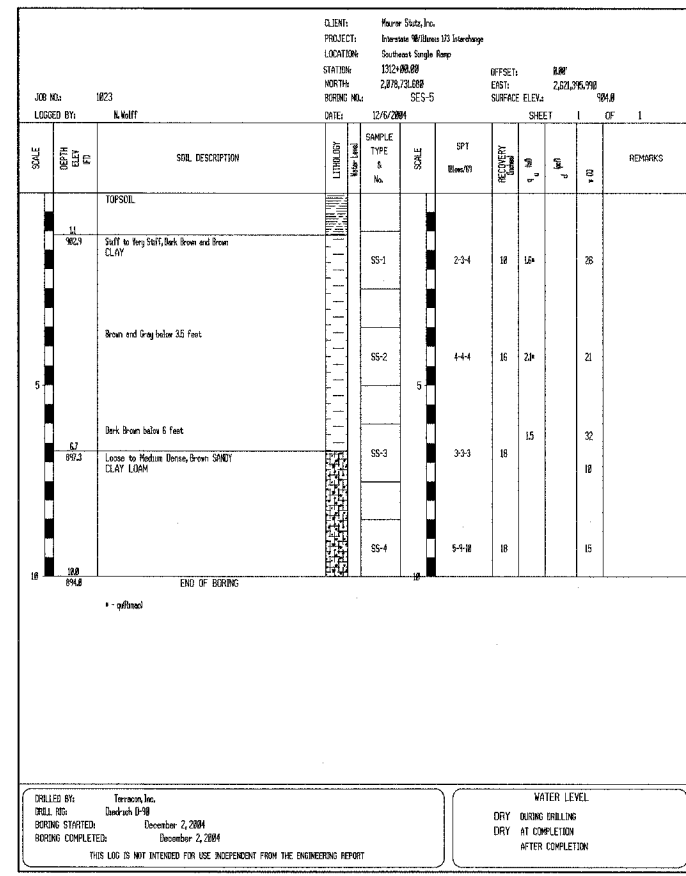 CLIENT: Maurer Stutz, Inc.
PROJECT: Interstate 90/Illinois 173 Interchange
LOCATION: Southeast Single Ramp
STATION: 1312+00.00 OFFSET: 0.00'
NORTH: 2,078,731.680 EAST: 2,621,395.990
JOB NO.: 1023 BORING NO.: SES-5 SURFACE ELEV.: 904.0
LOGGED BY: N. Wolff DATE: 12/6/2004 SHEET 1 OF 1
SCALE DEPTH ELEV SOIL DESCRIPTION LITHOLOGY Water Level SAMPLE TYPE & No. SCALE SPT (Blows/6") RECOVERY (Inches) q u (tsf) d (pcf) w (%) REMARKS
TOPSOIL
1.1
902.9 Stiff to Very Stiff, Dark Brown and Brown
CLAY
SS-1 2-3-4 10 1.6* 26
Brown and Gray below 3.5 feet
SS-2 4-4-4 16 2.1* 21
5 5
Dark Brown below 6 feet
1.5 32
6.7
897.3 Loose to Medium Dense, Brown SANDY
CLAY LOAM
SS-3 3-3-3 18
10
SS-4 5-9-10 18 15
10 10.0 10
894.0 END OF BORING
* - qu(Rimac)
DRILLED BY: Terracon, Inc.
DRILL RIG: Diedrich D-90
BORING STARTED: December 2, 2004
BORING COMPLETED: December 2, 2004
THIS LOG IS NOT INTENDED FOR USE INDEPENDENT FROM THE ENGINEERING REPORT
WATER LEVEL
DRY DURING DRILLING
DRY AT COMPLETION
AFTER COMPLETION